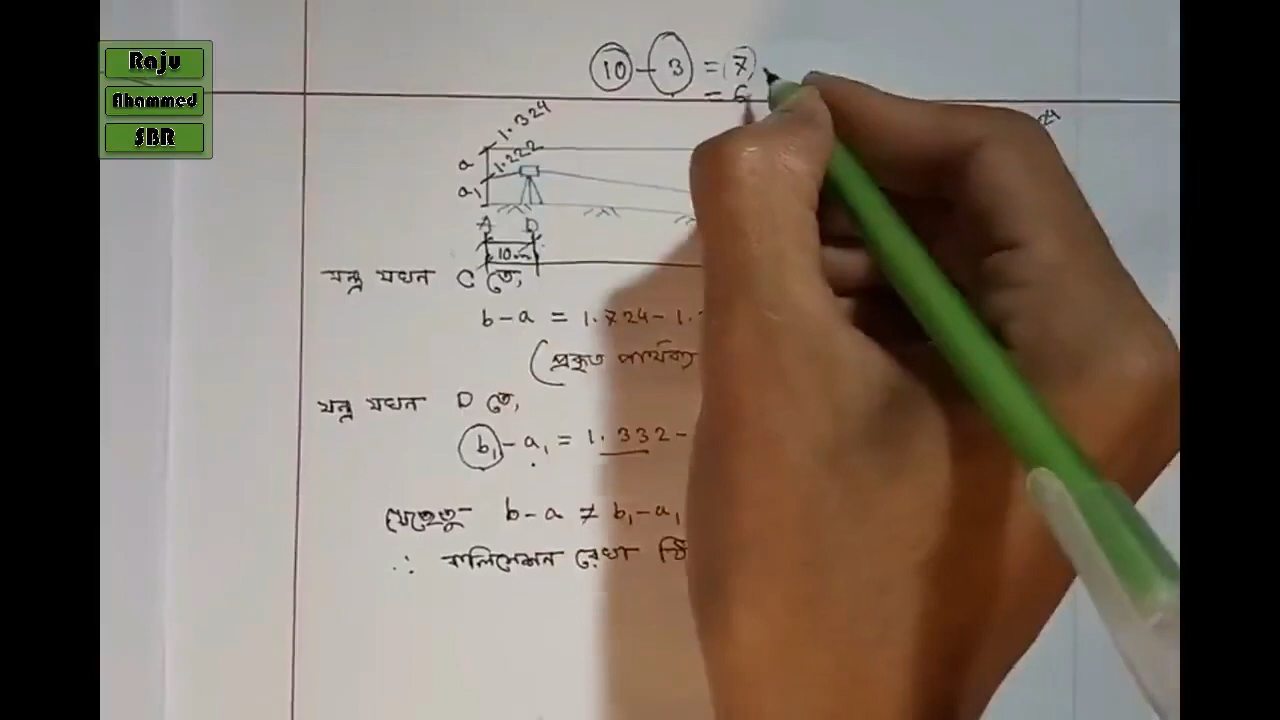 Raju
Ahammed
SBR
10 - 3 = 7
= 6
1.324
a
1.222
a₁
A D
10m
যন্ত্র যখন C তে,
b-a = 1.724 - 1.
(প্রকৃত পার্থক্য
যন্ত্র যখন D তে,
b₁ - a₁ = 1.332 -
যেহেতু b-a ≠ b₁-a₁
∴ কলিমেশন রেখা ঠি